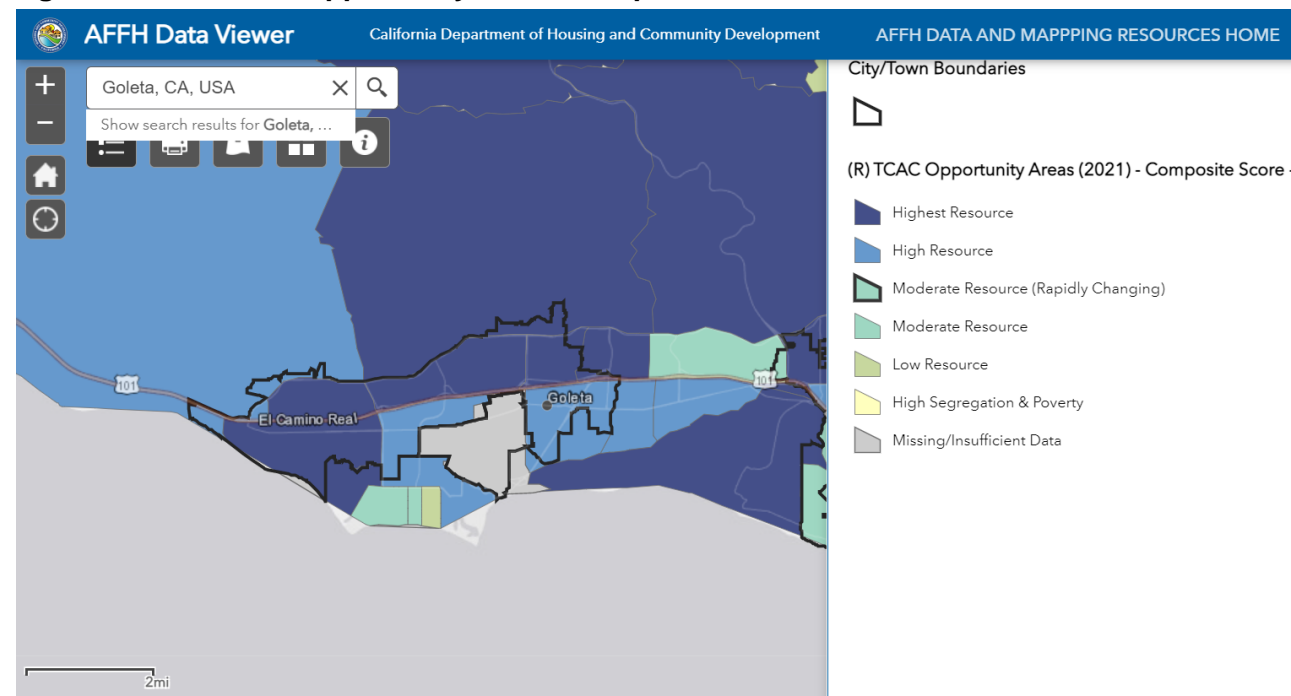 AFFH Data Viewer
California Department of Housing and Community Development
AFFH DATA AND MAPPPING RESOURCES HOME
Goleta, CA, USA
Show search results for Goleta, ...
101
El Camino Real
Goleta
101
2mi
City/Town Boundaries
(R) TCAC Opportunity Areas (2021) - Composite Score -
Highest Resource
High Resource
Moderate Resource (Rapidly Changing)
Moderate Resource
Low Resource
High Segregation & Poverty
Missing/Insufficient Data